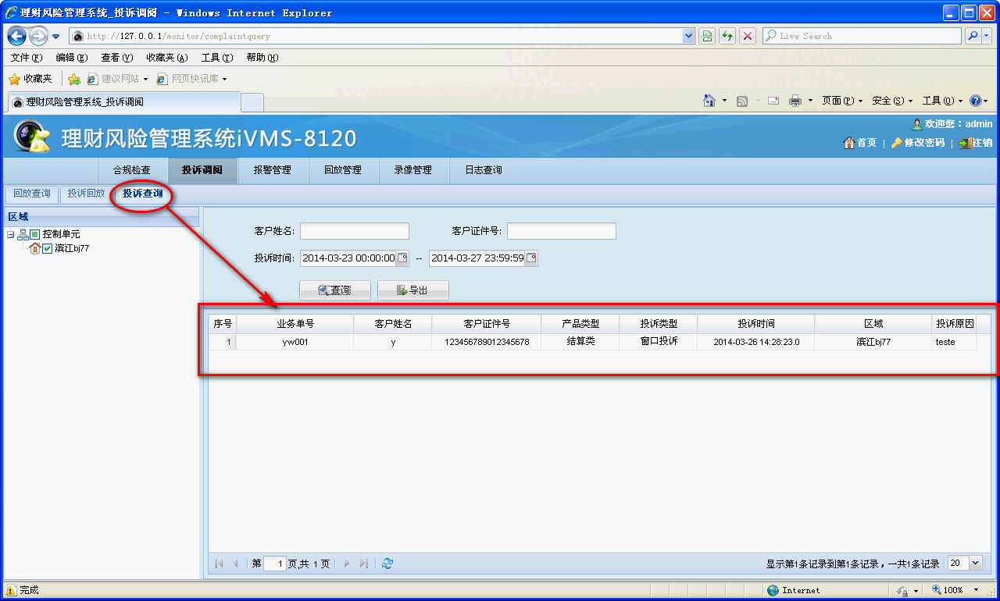 理财风险管理系统_投诉调阅 - Windows Internet Explorer
http://127.0.0.1/monitor/complaintquery
Live Search
文件(F) 编辑(E) 查看(V) 收藏夹(A) 工具(T) 帮助(H)
收藏夹 建议网站 网页快讯库
理财风险管理系统_投诉调阅
页面(P) 安全(S) 工具(O)
理财风险管理系统iVMS-8120
欢迎您：admin
首页 | 修改密码 | 注销
合规检查 投诉调阅 报警管理 回放管理 录像管理 日志查询
回放查询 投诉回放 投诉查询
区域
控制单元
滨江bj77
客户姓名: 客户证件号:
投诉时间: 2014-03-23 00:00:00 -- 2014-03-27 23:59:59
查询 导出
序号 业务单号 客户姓名 客户证件号 产品类型 投诉类型 投诉时间 区域 投诉原因
1 yw001 y 123456789012345678 结算类 窗口投诉 2014-03-26 14:28:23.0 滨江bj77 teste
第 1 页,共 1 页
显示第1条记录到第1条记录，一共1条记录 20
完成 Internet 100%